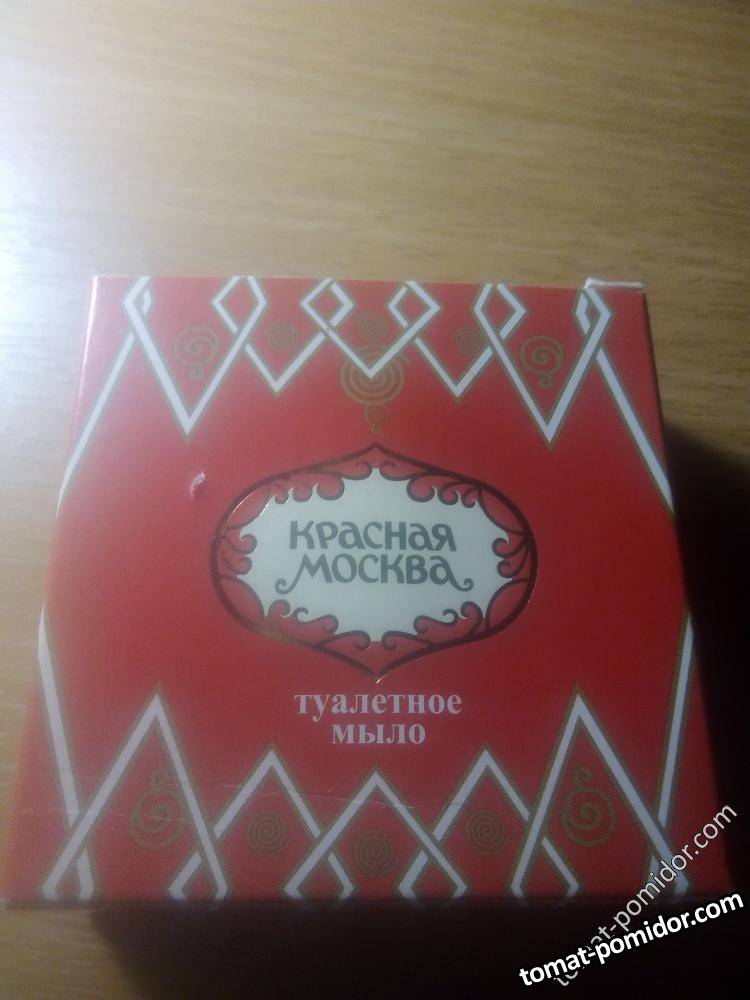 КРАСНАЯ
МОСКВА
туалетное
мыло
tomat-pomidor.com
tomat-pomidor.com